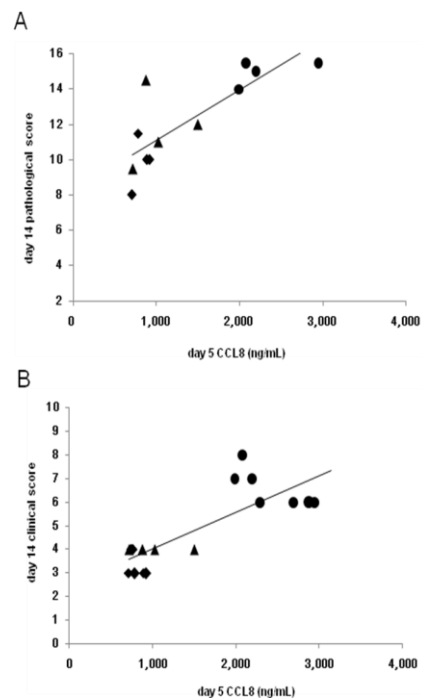 A
day 14 pathological score
16
14
12
10
8
6
4
2
0 1,000 2,000 3,000 4,000
day 5 CCL8 (ng/mL)
B
day 14 clinical score
10
9
8
7
6
5
4
3
2
1
0
0 1,000 2,000 3,000 4,000
day 5 CCL8 (ng/mL)